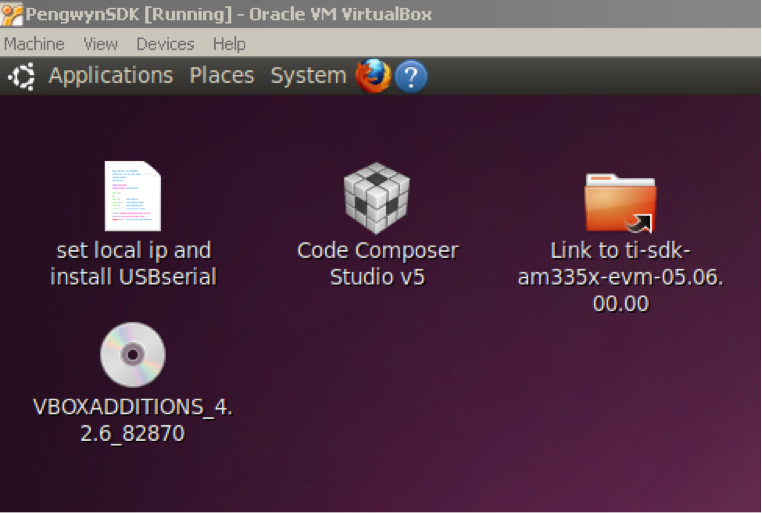 PengwynSDK [Running] - Oracle VM VirtualBox
Machine View Devices Help
Applications Places System ?
set local ip and
install USBserial
Code Composer
Studio v5
Link to ti-sdk-
am335x-evm-05.06.
00.00
VBOXADDITIONS_4.
2.6_82870